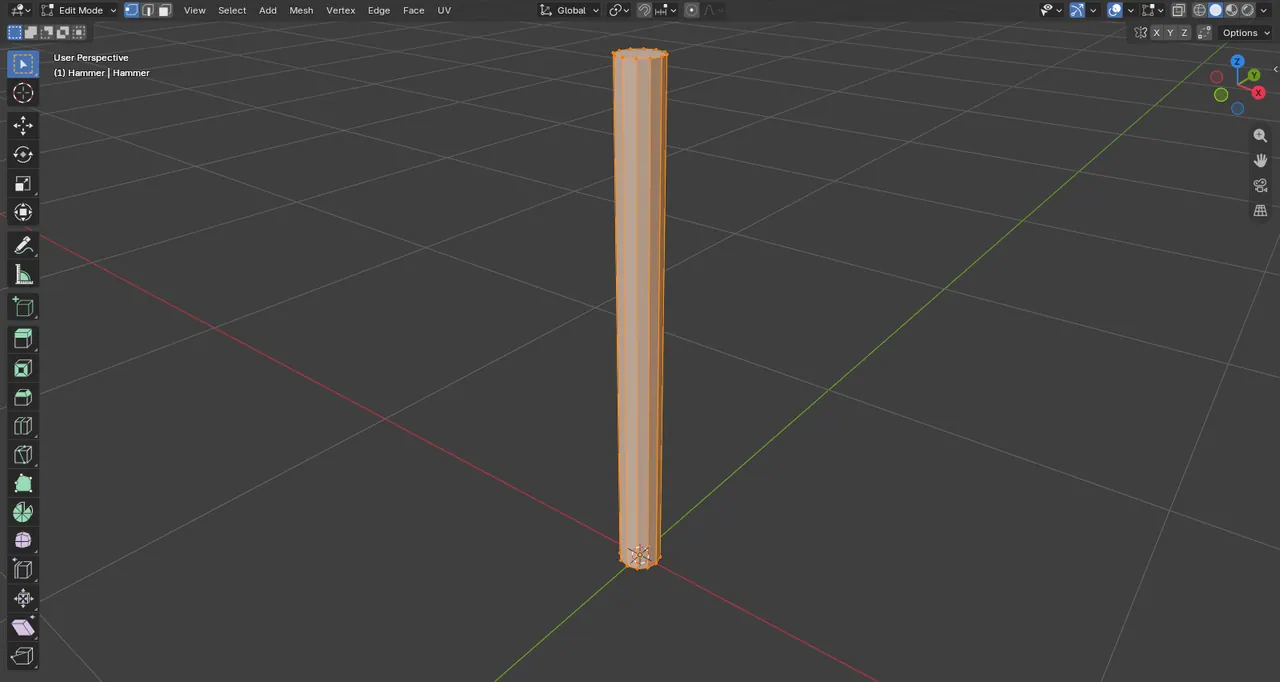 Edit Mode View Select Add Mesh Vertex Edge Face UV Global
X Y Z Options
User Perspective
(1) Hammer | Hammer
Z
Y
X